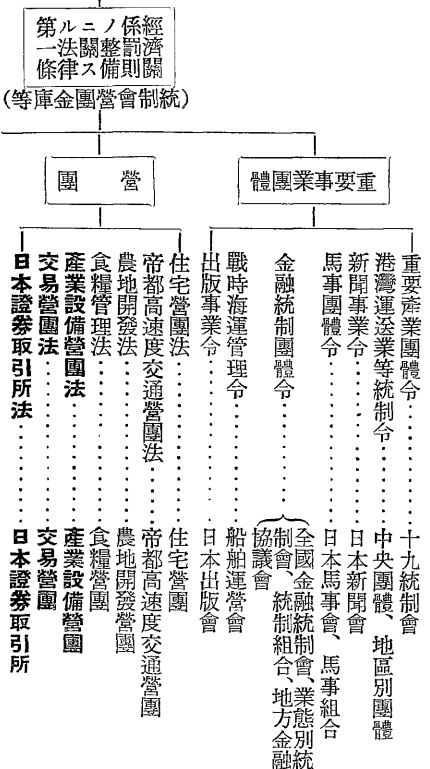 經濟關
係罰則
ノ整備
ニ關ス
ル法律
第一條
(統制會營團金庫等)
重要事業團體
重要產業團體令……………十九統制會
港灣運送業等統制令………中央團體、地區別團體
新聞事業令…………………日本新聞會
馬事團體令…………………日本馬事會、馬事組合
金融統制團體令……………
全國金融統制會、業態別統
制會、統制組合、地方金融
協議會
戰時海運管理令……………船舶運營會
出版事業令…………………日本出版會
營團
住宅營團法…………………住宅營團
帝都高速度交通營團法……帝都高速度交通營團
農地開發法…………………農地開發營團
食糧管理法…………………食糧營團
產業設備營團法……………產業設備營團
交易營團法…………………交易營團
日本證券取引所法…………日本證券取引所